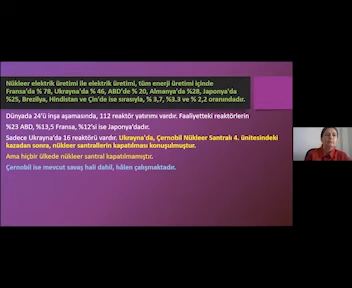 Nükleer elektrik üretimi ile elektrik üretimi, tüm enerji üretimi içinde
Fransa'da % 78, Ukrayna'da % 46, ABD'de % 20, Almanya'da %28, Japonya'da
%25, Brezilya, Hindistan ve Çin'de ise sırasıyla, % 3,7, %3.3 ve % 2,2 oranındadır.
Dünyada 24'ü inşa aşamasında, 112 reaktör yatırımı vardır. Faaliyetteki reaktörlerin
%23 ABD, %13,5 Fransa, %12'si ise Japonya'dadır.
Sadece Ukrayna'da 16 reaktörü vardır. Ukrayna'da, Çernobil Nükleer Santralı 4. ünitesindeki
kazadan sonra, nükleer santrallerin kapatılması konuşulmuştur.
Ama hiçbir ülkede nükleer santral kapatılmamıştır.
Çernobil ise mevcut savaş hali dahil, hâlen çalışmaktadır.